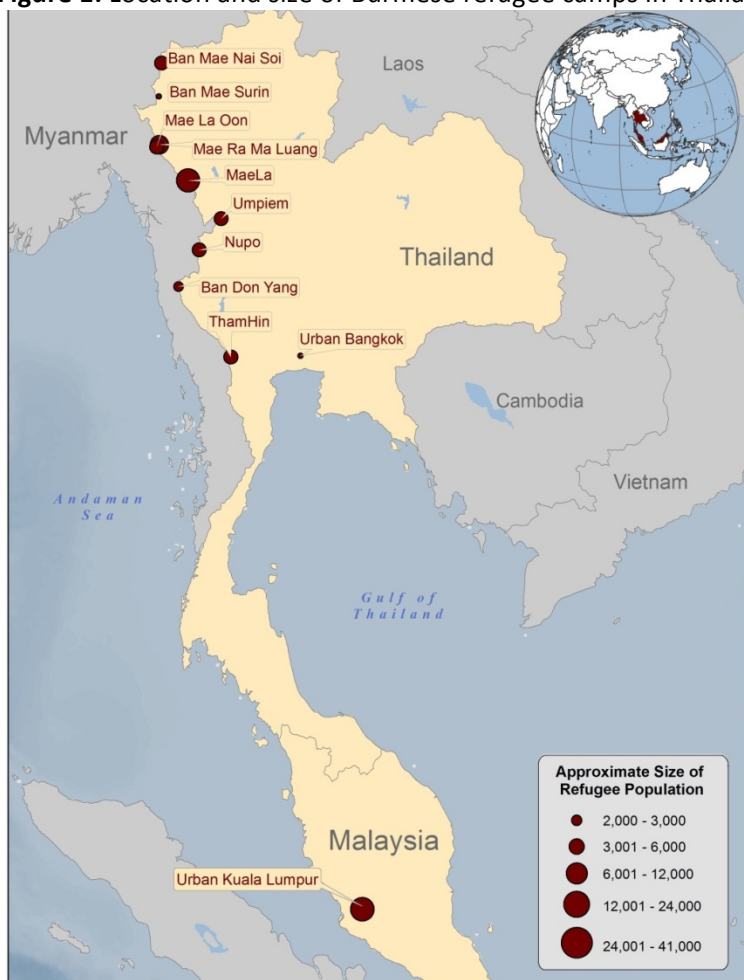 Figure 1. Location and size of Burmese refugee camps in
Ban Mae Nai Soi
Laos
Ban Mae Surin
Myanmar
Mae La Oon
Mae Ra Ma Luang
MaeLa
Umpiem
Nupo
Thailand
Ban Don Yang
ThamHin
Urban Bangkok
Cambodia
Vietnam
Andaman
Sea
Gulf of
Thailand
Malaysia
Urban Kuala Lumpur
Approximate Size of
Refugee Population
2,000 - 3,000
3,001 - 6,000
6,001 - 12,000
12,001 - 24,000
24,001 - 41,000